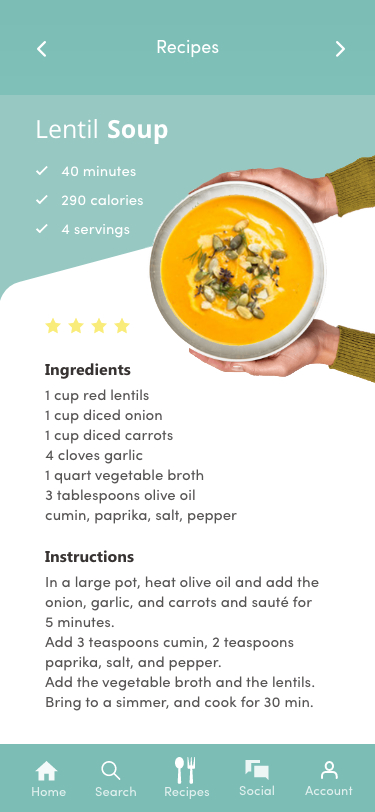 Recipes
Lentil Soup
40 minutes
290 calories
4 servings
Ingredients
1 cup red lentils
1 cup diced onion
1 cup diced carrots
4 cloves garlic
1 quart vegetable broth
3 tablespoons olive oil
cumin, paprika, salt, pepper
Instructions
In a large pot, heat olive oil and add the
onion, garlic, and carrots and sauté for
5 minutes.
Add 3 teaspoons cumin, 2 teaspoons
paprika, salt, and pepper.
Add the vegetable broth and the lentils.
Bring to a simmer, and cook for 30 min.
Home Search Recipes Social Account